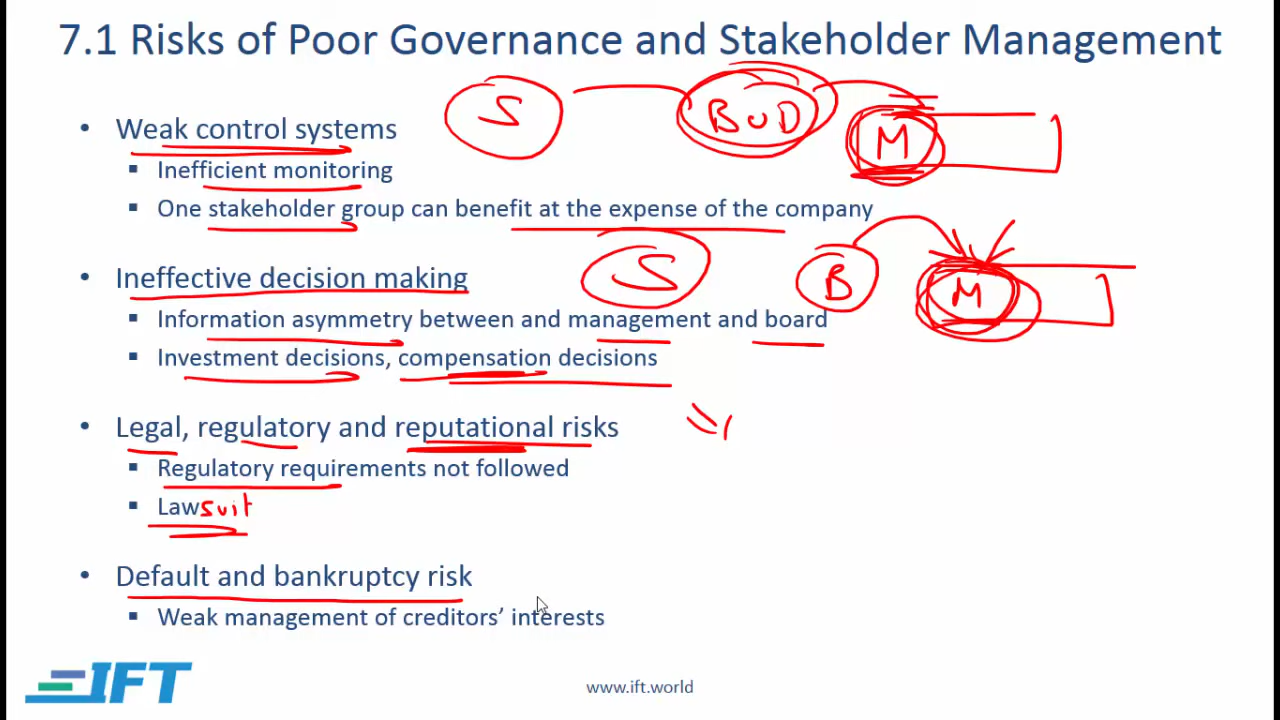 7.1 Risks of Poor Governance and Stakeholder Management
S
BoD
M
• Weak control systems
▪ Inefficient monitoring
▪ One stakeholder group can benefit at the expense of the company
S
B
M
• Ineffective decision making
▪ Information asymmetry between and management and board
▪ Investment decisions, compensation decisions
• Legal, regulatory and reputational risks
▪ Regulatory requirements not followed
▪ Lawsuit
• Default and bankruptcy risk
▪ Weak management of creditors’ interests
IFT
www.ift.world